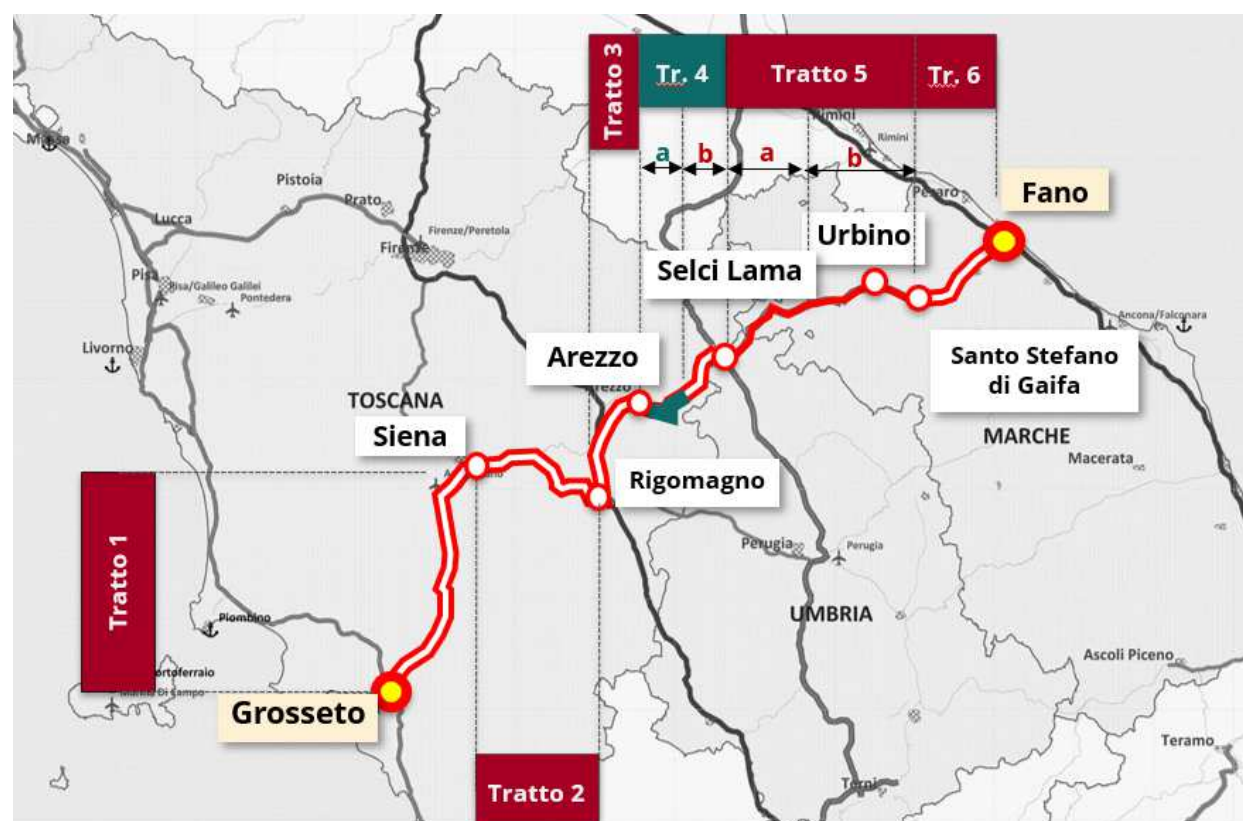 Tratto 3
Tr. 4
Tratto 5
Tr. 6
a
b
a
b
Rimini
Rimini
Pesaro
Fano
Massa
Pistoia
Prato
Lucca
Firenze/Peretola
Firenze
Urbino
Selci Lama
Pisa
Pisa/Galileo Galilei
Pontedera
Ancona/Falconara
Livorno
Arezzo
Arezzo
Santo Stefano
di Gaifa
TOSCANA
Siena
MARCHE
Macerata
Rigomagno
Tratto 1
Perugia
Perugia
UMBRIA
Piombino
Ascoli Piceno
ortoferraio
Marina Di Campo
Grosseto
Teramo
Terni
Tratto 2